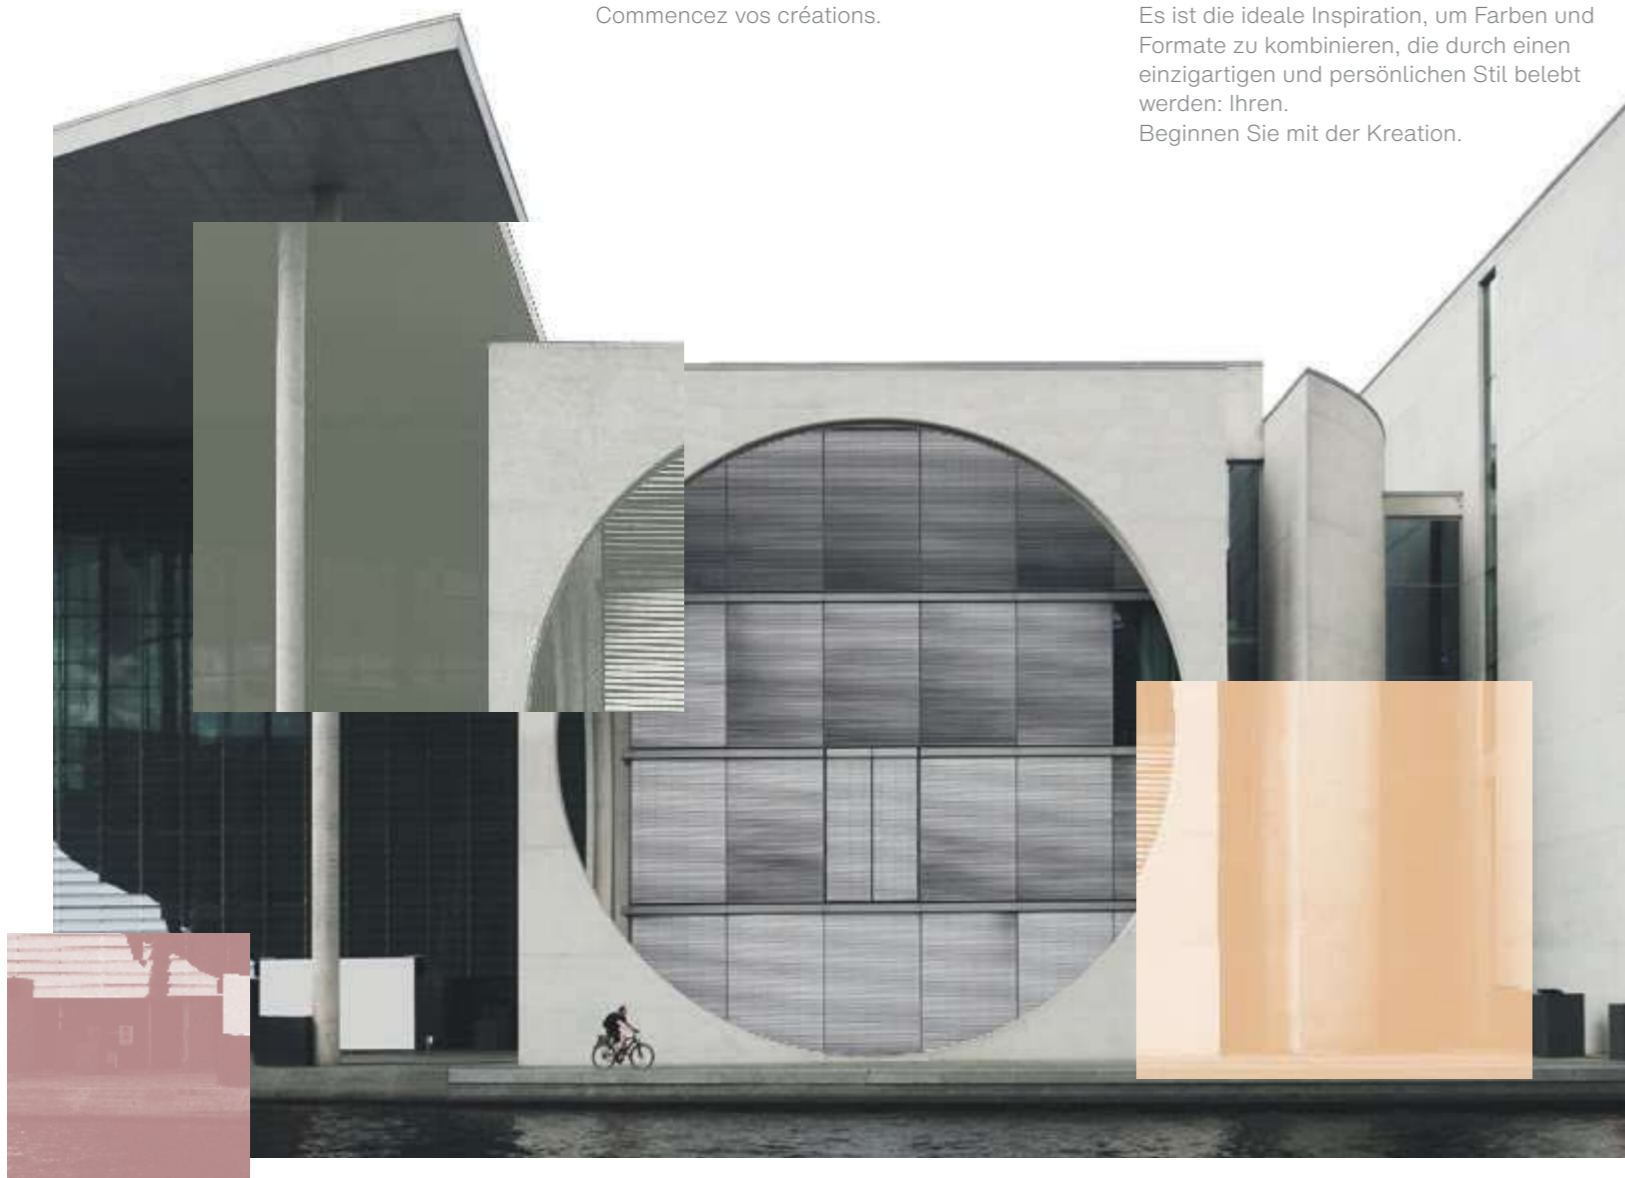 Commencez vos créations.
Es ist die ideale Inspiration, um Farben und
Formate zu kombinieren, die durch einen
einzigartigen und persönlichen Stil belebt
werden: Ihren.
Beginnen Sie mit der Kreation.